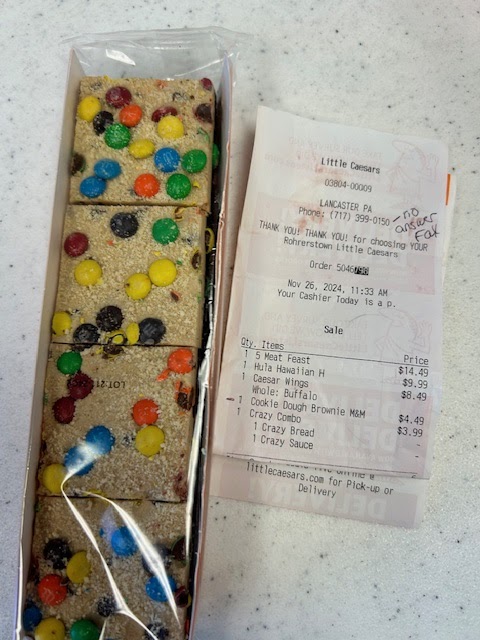 Little Caesars
03804-00009
LANCASTER PA
Phone: (717) 399-0150
no answer
THANK YOU! THANK YOU! for choosing YOUR
Rohrerstown Little Caesars
Order 5046796
Nov 26, 2024, 11:33 AM
Your Cashier Today is a p.
Sale
Qty. Items Price
1 5 Meat Feast $14.49
1 Hula Hawaiian H $9.99
1 Caesar Wings $8.49
Whole: Buffalo
1 Cookie Dough Brownie M&M $4.49
1 Crazy Combo $3.99
1 Crazy Bread -
1 Crazy Sauce -
littlecaesars.com for Pick-up or
Delivery
DELIVERY
LOT